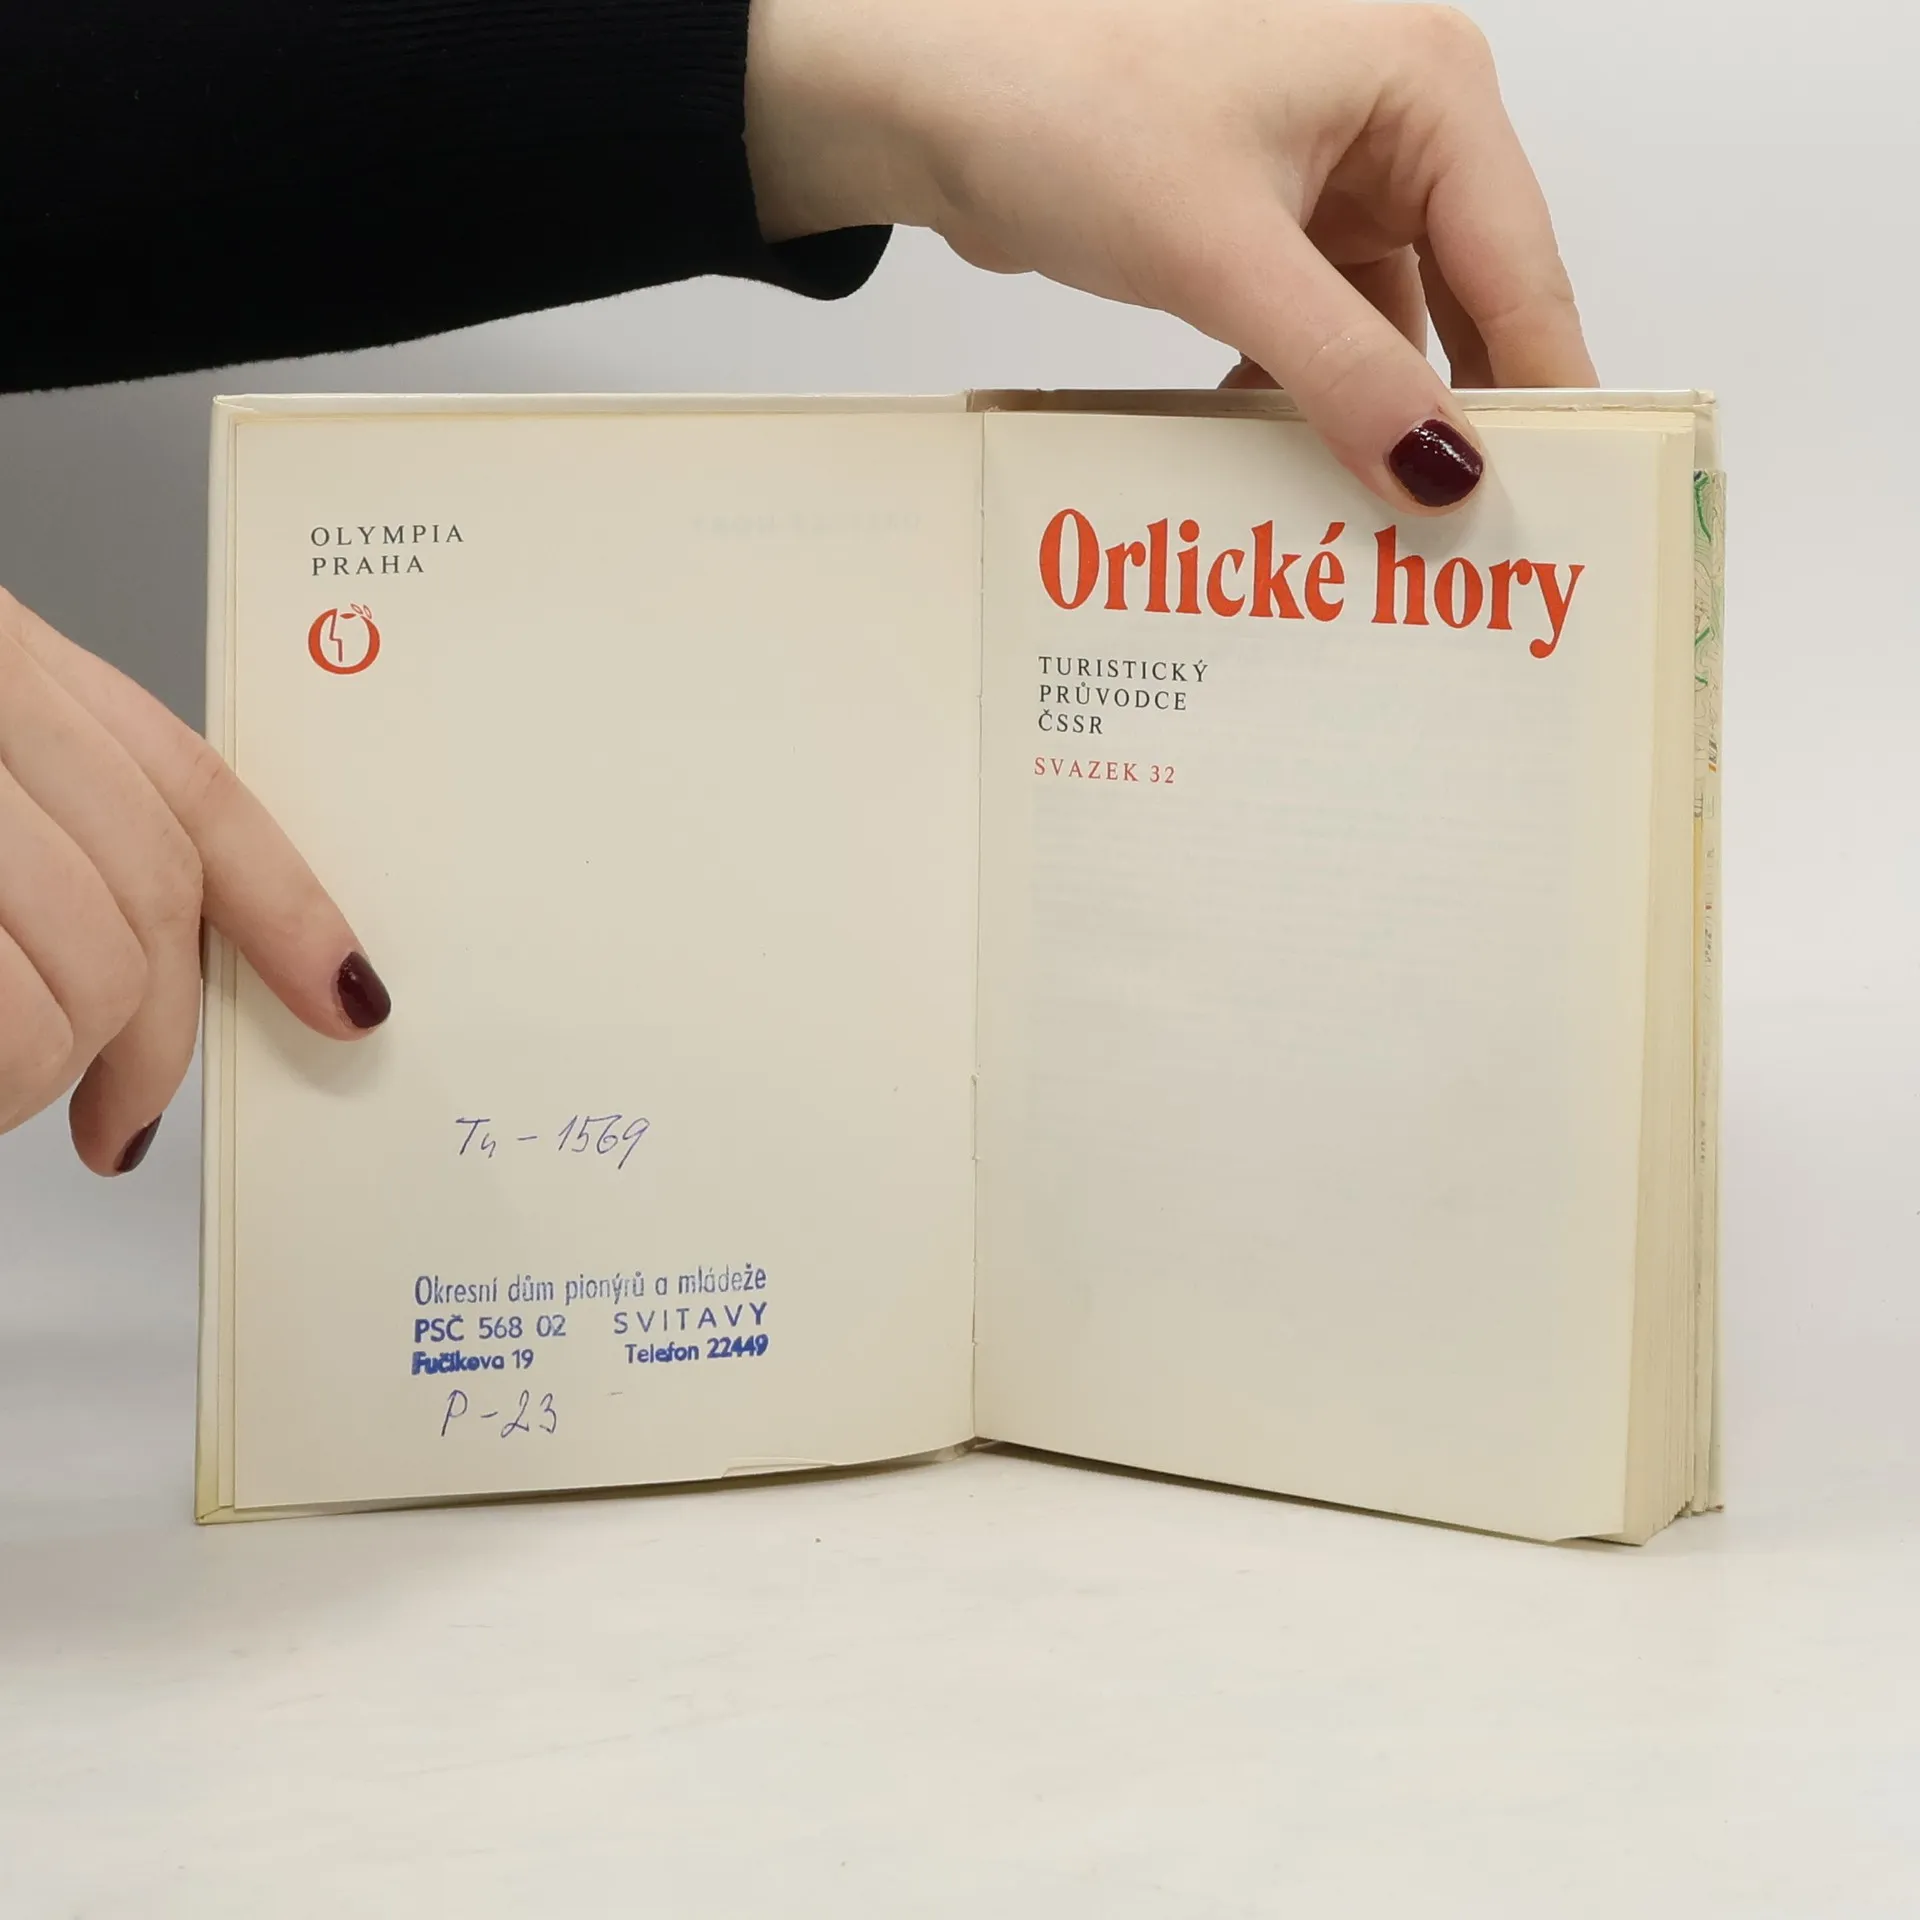 OLYMPIA
PRAHA
Tu - 1569
Okresní dům pionýrů a mládeže
PSČ 568 02 SVITAVY
Fučíkova 19 Telefon 22449
P-23
Orlické hory
TURISTICKÝ
PRŮVODCE
ČSSR
SVAZEK 32